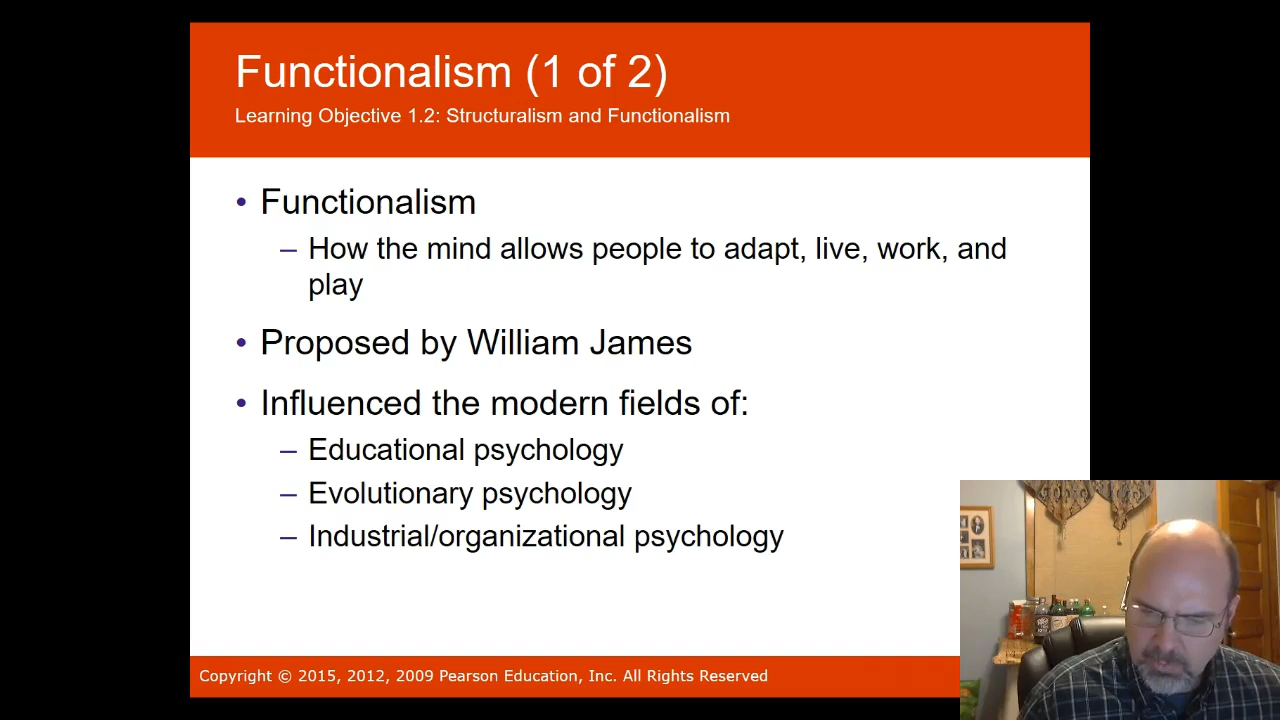 Functionalism (1 of 2)
Learning Objective 1.2: Structuralism and Functionalism
• Functionalism
– How the mind allows people to adapt, live, work, and
play
• Proposed by William James
• Influenced the modern fields of:
– Educational psychology
– Evolutionary psychology
– Industrial/organizational psychology
Copyright © 2015, 2012, 2009 Pearson Education, Inc. All Rights Reserved